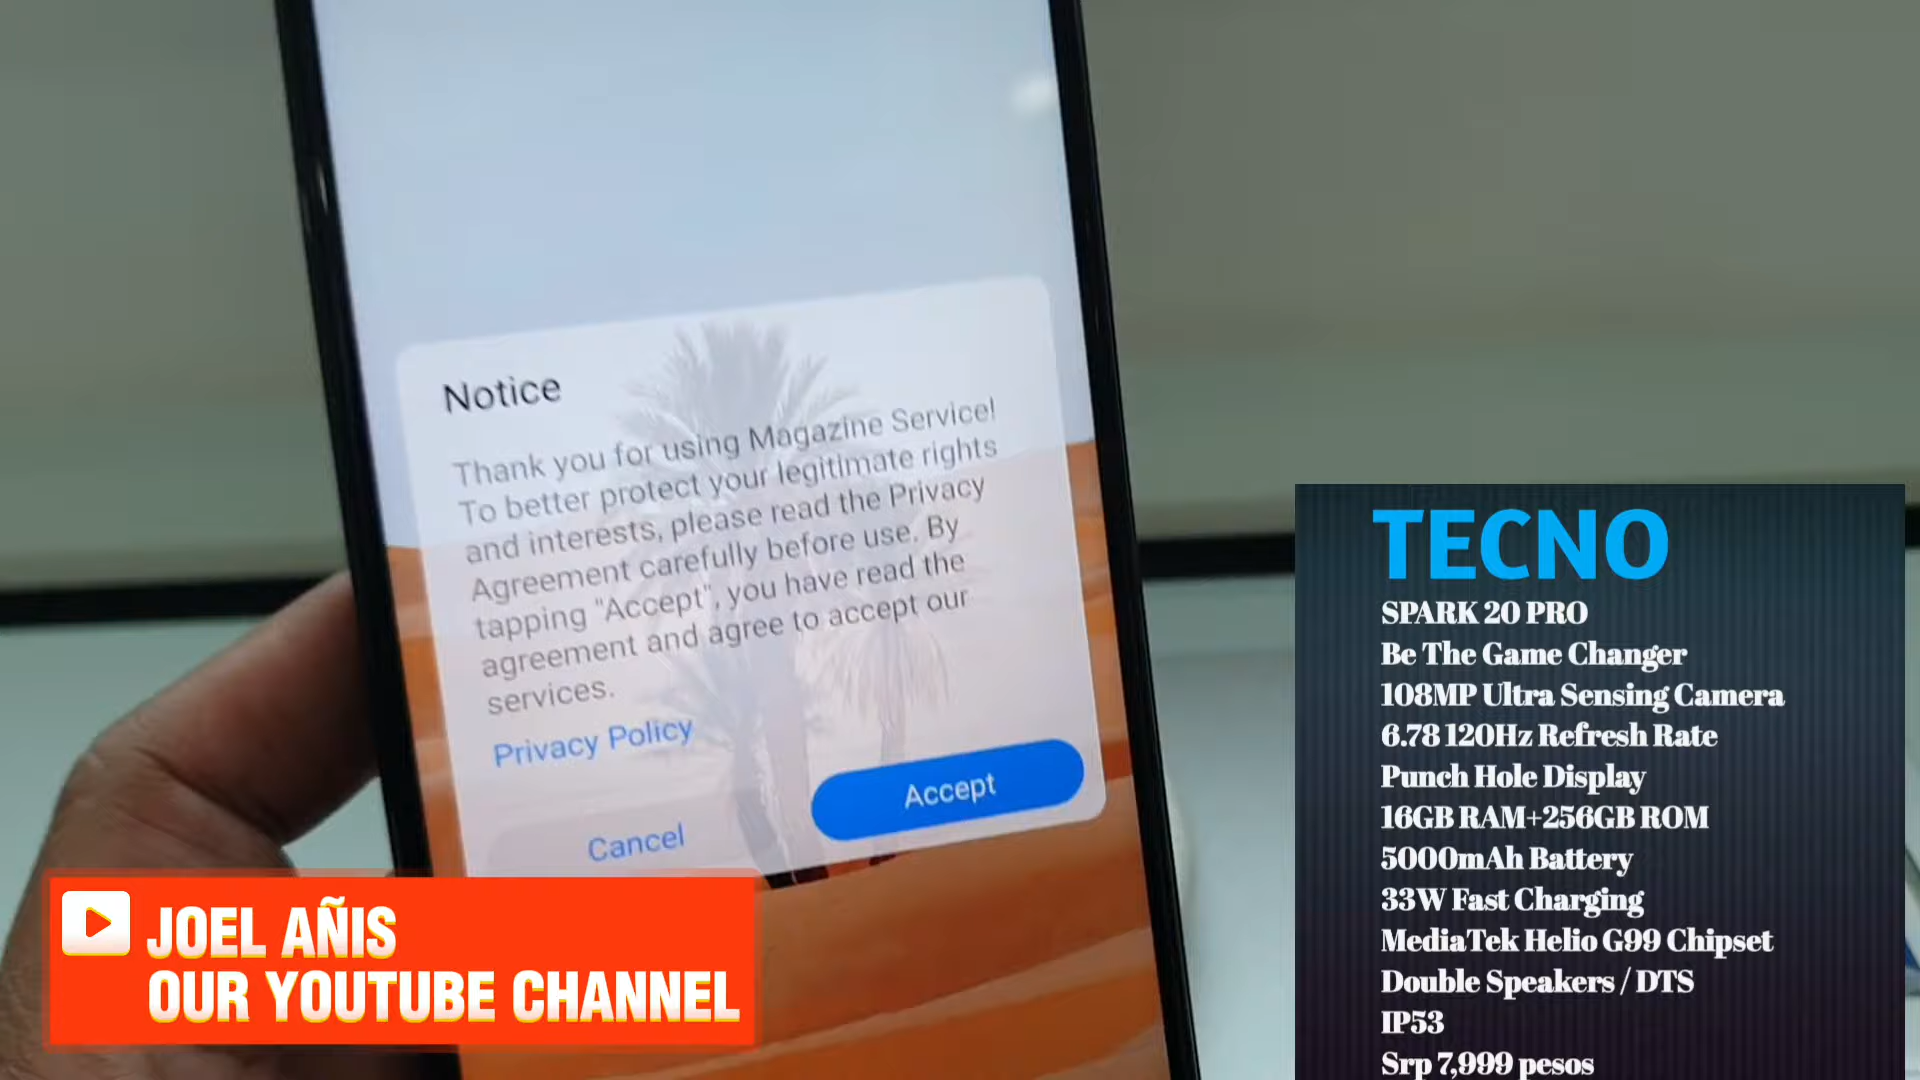 Notice
Thank you for using Magazine Service!
To better protect your legitimate rights
and interests, please read the Privacy
Agreement carefully before use. By
tapping "Accept", you have read the
agreement and agree to accept our
services.
Privacy Policy
Cancel
Accept
JOEL AÑIS
OUR YOUTUBE CHANNEL
TECNO
SPARK 20 PRO
Be The Game Changer
108MP Ultra Sensing Camera
6.78 120Hz Refresh Rate
Punch Hole Display
16GB RAM+256GB ROM
5000mAh Battery
33W Fast Charging
MediaTek Helio G99 Chipset
Double Speakers / DTS
IP53
Srp 7,999 pesos